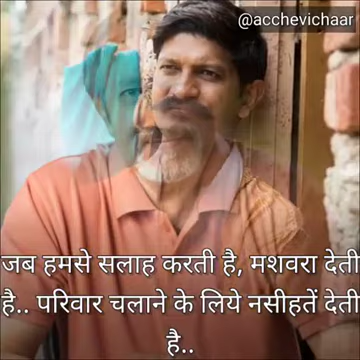 @acchevichaar
जब हमसे सलाह करती है, मशवरा देती
है.. परिवार चलाने के लिये नसीहतें देती
है..